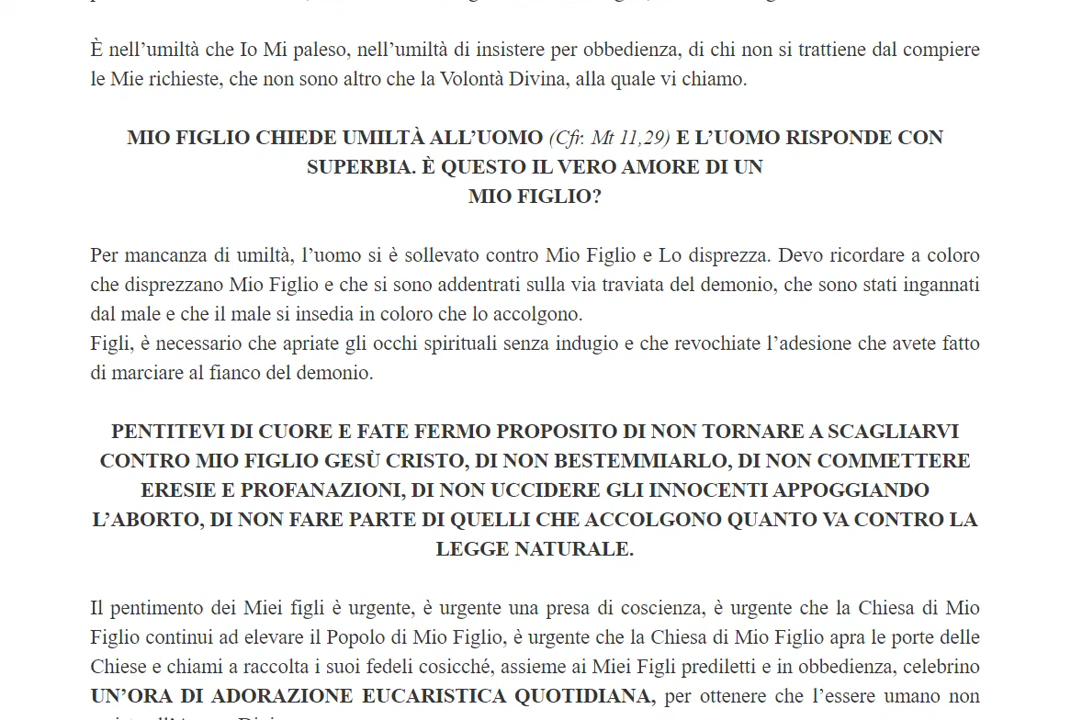 È nell’umiltà che Io Mi paleso, nell’umiltà di insistere per obbedienza, di chi non si trattiene dal compiere
le Mie richieste, che non sono altro che la Volontà Divina, alla quale vi chiamo.
MIO FIGLIO CHIEDE UMILTÀ ALL’UOMO (Cfr. Mt 11,29) E L’UOMO RISPONDE CON
SUPERBIA. È QUESTO IL VERO AMORE DI UN
MIO FIGLIO?
Per mancanza di umiltà, l’uomo si è sollevato contro Mio Figlio e Lo disprezza. Devo ricordare a coloro
che disprezzano Mio Figlio e che si sono addentrati sulla via traviata del demonio, che sono stati ingannati
dal male e che il male si insedia in coloro che lo accolgono.
Figli, è necessario che apriate gli occhi spirituali senza indugio e che revochiate l’adesione che avete fatto
di marciare al fianco del demonio.
PENTITEVI DI CUORE E FATE FERMO PROPOSITO DI NON TORNARE A SCAGLIARVI
CONTRO MIO FIGLIO GESÙ CRISTO, DI NON BESTEMMIARLO, DI NON COMMETTERE
ERESIE E PROFANAZIONI, DI NON UCCIDERE GLI INNOCENTI APPOGGIANDO
L’ABORTO, DI NON FARE PARTE DI QUELLI CHE ACCOLGONO QUANTO VA CONTRO LA
LEGGE NATURALE.
Il pentimento dei Miei figli è urgente, è urgente una presa di coscienza, è urgente che la Chiesa di Mio
Figlio continui ad elevare il Popolo di Mio Figlio, è urgente che la Chiesa di Mio Figlio apra le porte delle
Chiese e chiami a raccolta i suoi fedeli cosicché, assieme ai Miei Figli prediletti e in obbedienza, celebrino
UN’ORA DI ADORAZIONE EUCARISTICA QUOTIDIANA, per ottenere che l’essere umano non